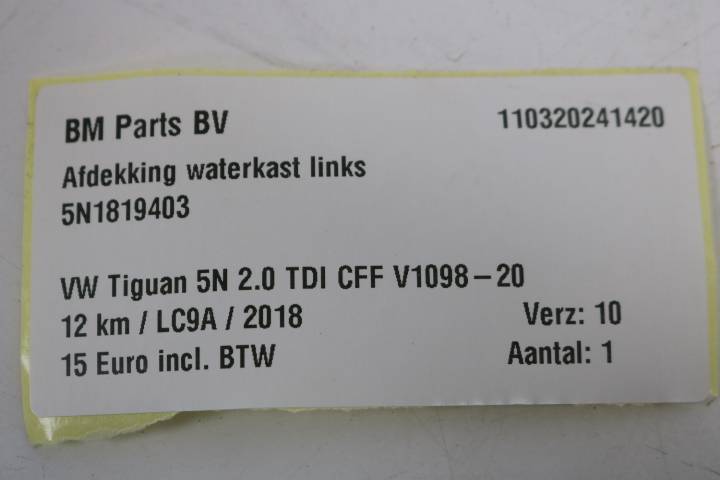 BM Parts BV 110320241420
Afdekking waterkast links
5N1819403
VW Tiguan 5N 2.0 TDI CFF V1098-20
12 km / LC9A / 2018 Verz: 10
15 Euro incl. BTW Aantal: 1